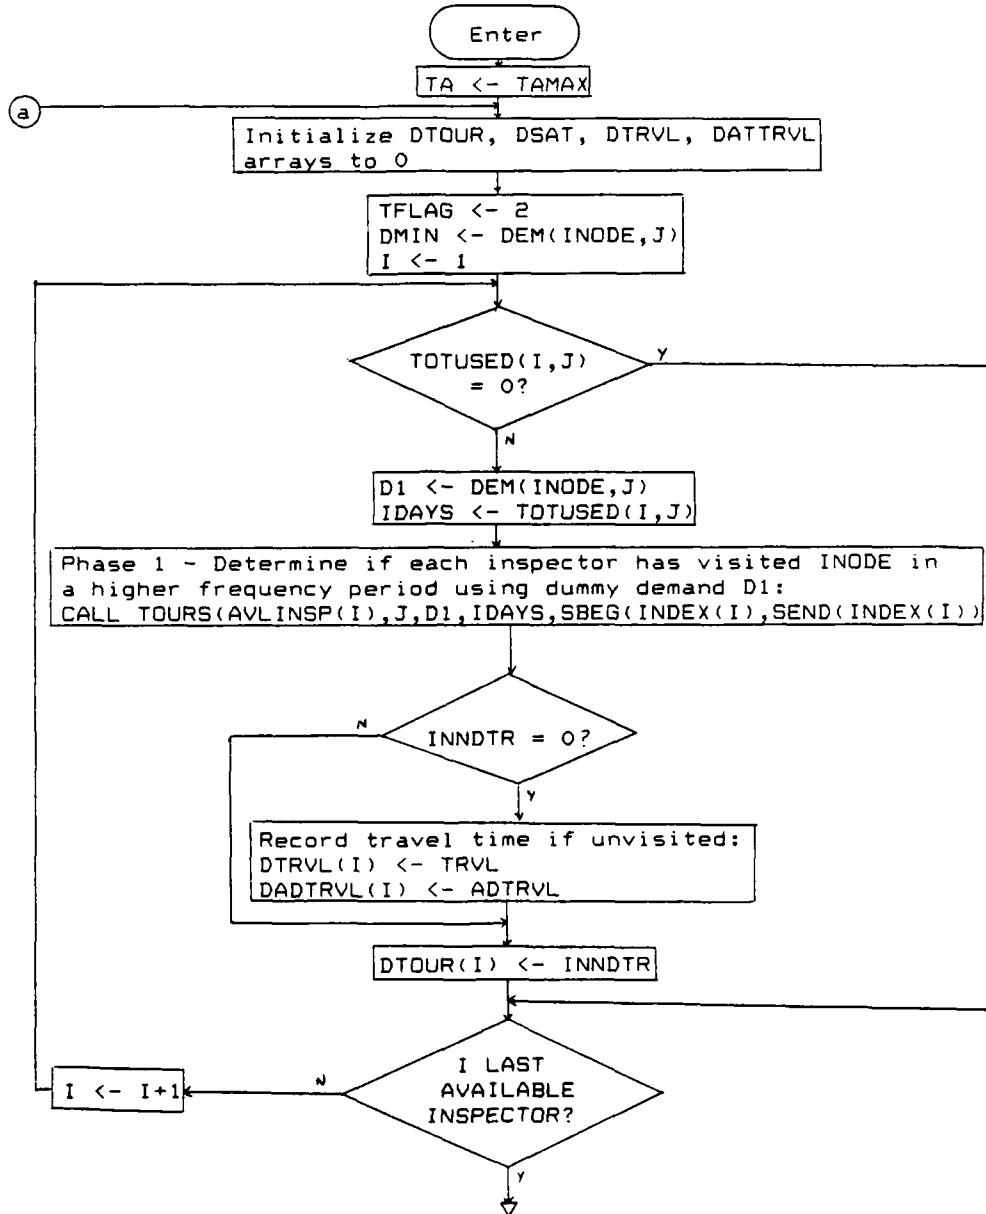 Enter
TA <- TAMAX
a
Initialize DTOUR, DSAT, DTRVL, DATTRVL
arrays to 0
TFLAG <- 2
DMIN <- DEM(INODE,J)
I <- 1
TOTUSED(I,J)
= 0?
Y
N
D1 <- DEM(INODE,J)
IDAYS <- TOTUSED(I,J)
Phase 1 - Determine if each inspector has visited INODE in
a higher frequency period using dummy demand D1:
CALL TOURS(AVLINSP(I),J,D1,IDAYS,SBEG(INDEX(I),SEND(INDEX(I))
N
INNDTR = 0?
Y
Record travel time if unvisited:
DTRVL(I) <- TRVL
DADTRVL(I) <- ADTRVL
DTOUR(I) <- INNDTR
I <- I+1
N
I LAST
AVAILABLE
INSPECTOR?
Y